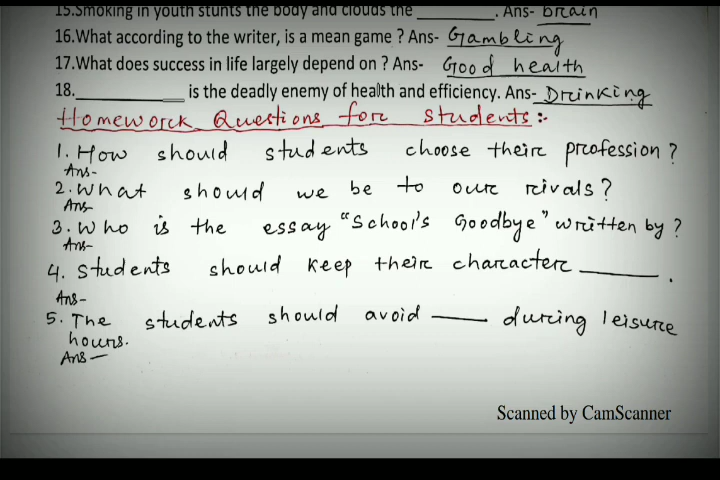 15.Smoking in youth stunts the body and clouds the __________. Ans- brain
16.What according to the writer, is a mean game ? Ans- Gambling
17.What does success in life largely depend on ? Ans- Good health
18.______________ is the deadly enemy of health and efficiency. Ans- Drinking
Homework Questions for students:-
1. How should students choose their profession ?
Ans-
2. What should we be to our rivals?
Ans-
3. Who is the essay "School's Goodbye" written by ?
Ans-
4. Students should keep their character ________.
Ans-
5. The students should avoid _____ during leisure
hours.
Ans-
Scanned by CamScanner